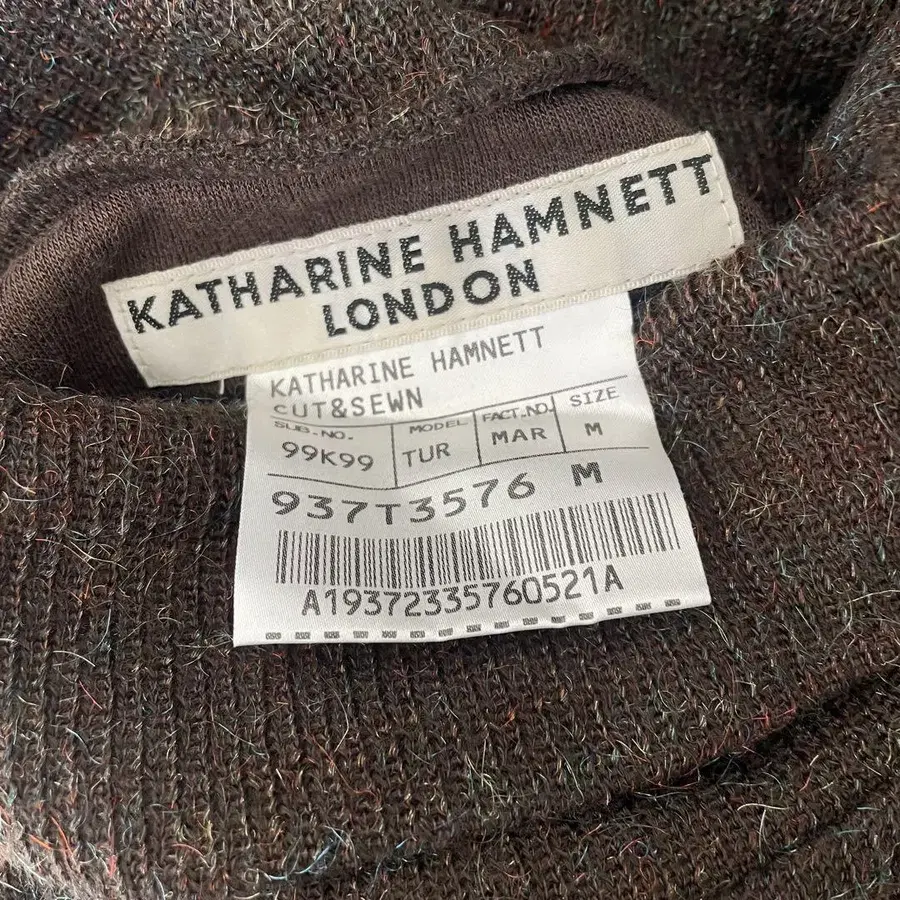 KATHARINE HAMNETT
LONDON
KATHARINE HAMNETT
CUT&SEWN
SUB.NO. MODEL FACT.NO. SIZE
99K99 TUR MAR M
937T3576 M
A19372335760521A